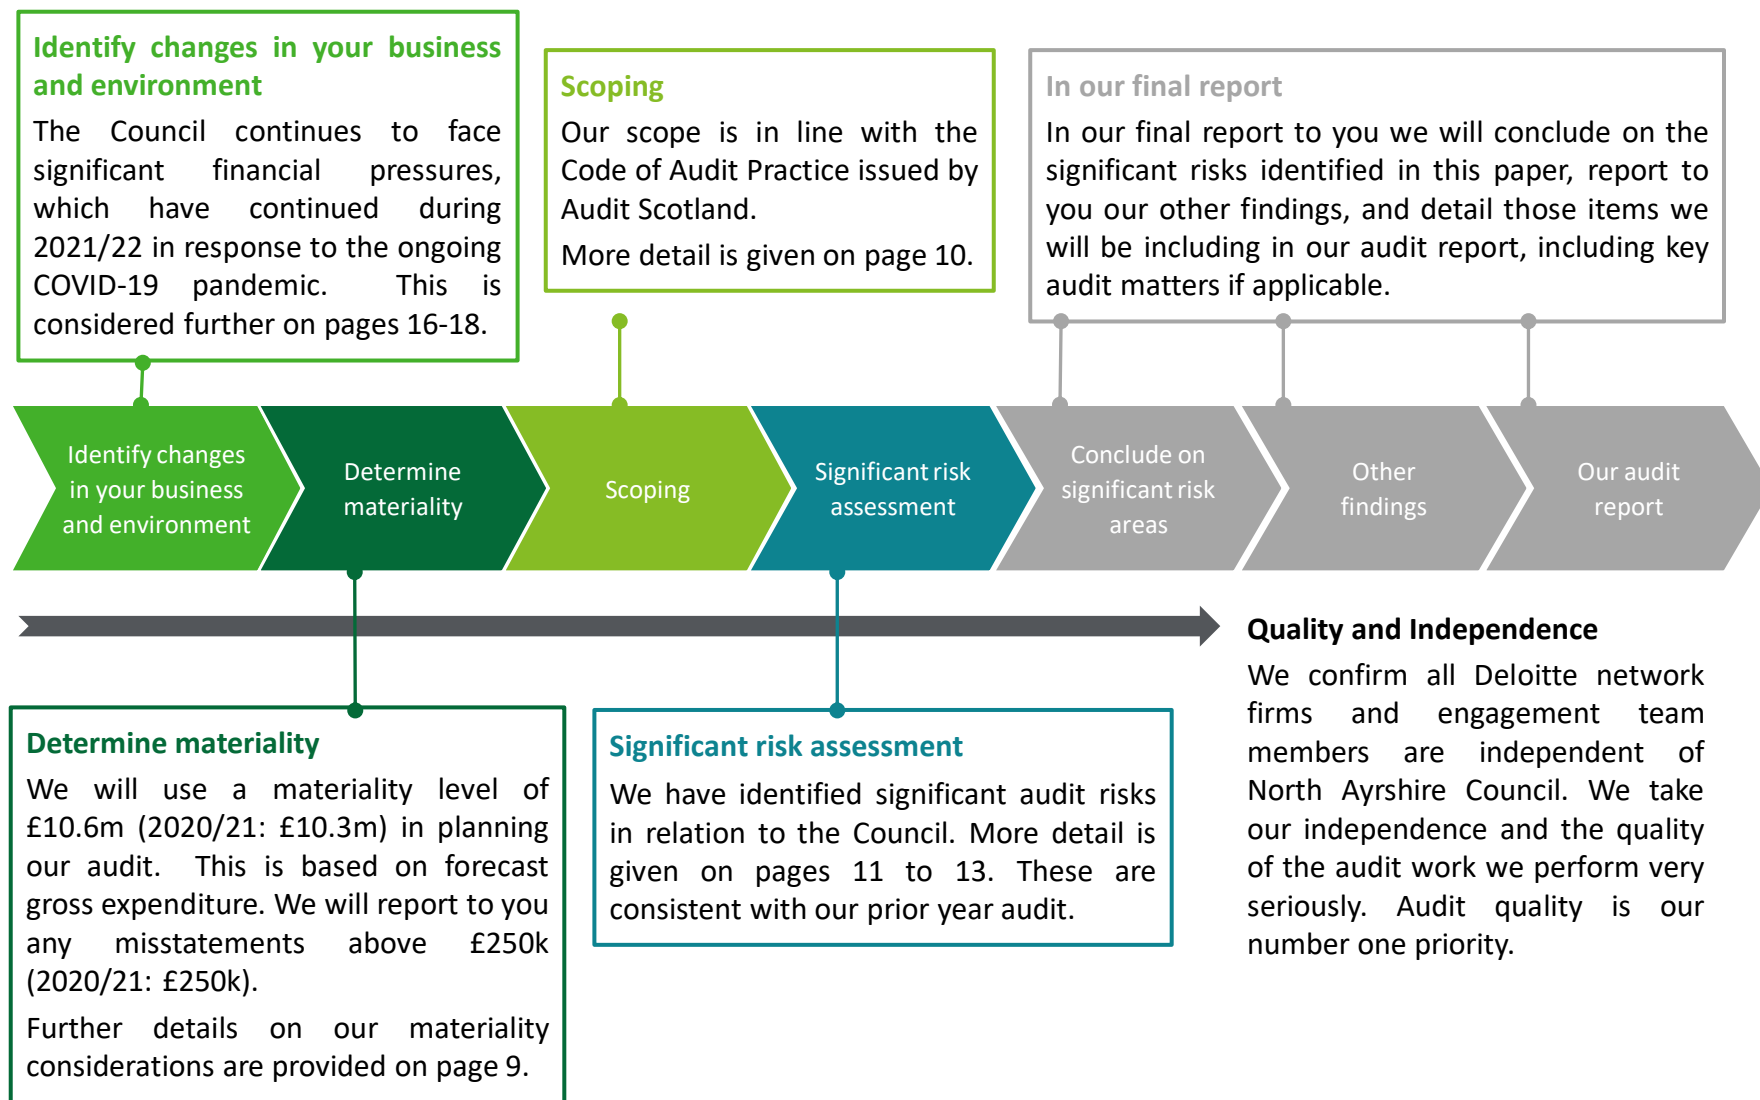 Identify changes in your business
and environment
The Council continues to face
significant financial pressures,
which have continued during
2021/22 in response to the ongoing
COVID-19 pandemic. This is
considered further on pages 16-18.
Scoping
Our scope is in line with the
Code of Audit Practice issued by
Audit Scotland.
More detail is given on page 10.
In our final report
In our final report to you we will conclude on the
significant risks identified in this paper, report to
you our other findings, and detail those items we
will be including in our audit report, including key
audit matters if applicable.
Identify changes
in your business
and environment
Determine
materiality
Scoping
Significant risk
assessment
Conclude on
significant risk
areas
Other
findings
Our audit
report
Determine materiality
We will use a materiality level of
£10.6m (2020/21: £10.3m) in planning
our audit. This is based on forecast
gross expenditure. We will report to you
any misstatements above £250k
(2020/21: £250k).
Further details on our materiality
considerations are provided on page 9.
Significant risk assessment
We have identified significant audit risks
in relation to the Council. More detail is
given on pages 11 to 13. These are
consistent with our prior year audit.
Quality and Independence
We confirm all Deloitte network
firms and engagement team
members are independent of
North Ayrshire Council. We take
our independence and the quality
of the audit work we perform very
seriously. Audit quality is our
number one priority.